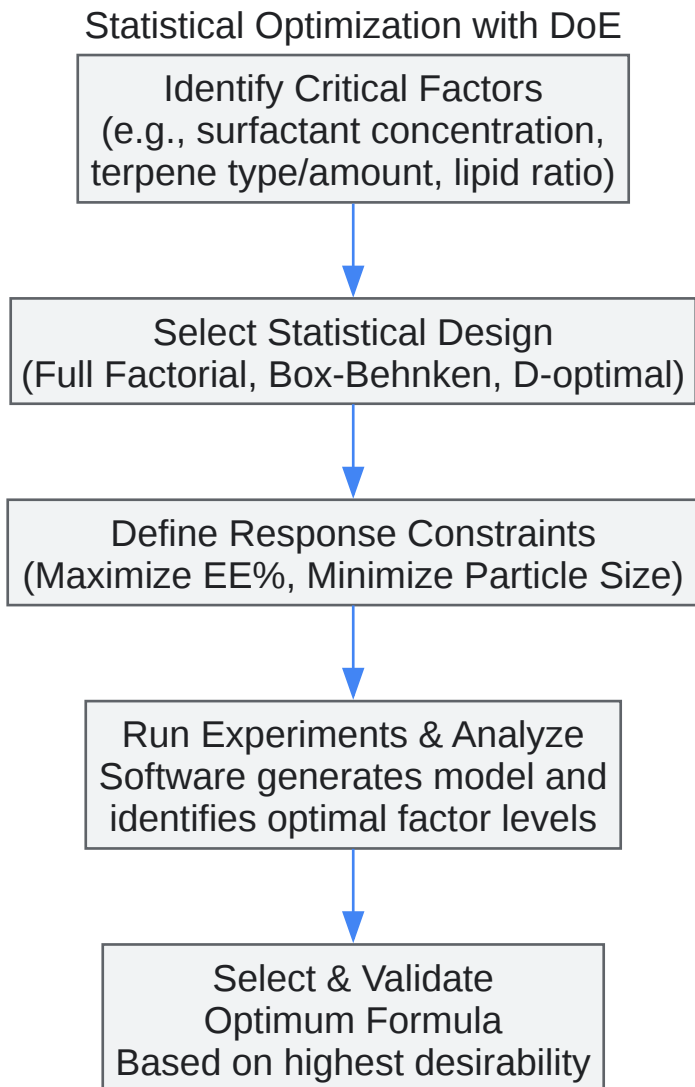 Statistical Optimization with DoE
Identify Critical Factors
(e.g., surfactant concentration,
terpene type/amount, lipid ratio)
Select Statistical Design
(Full Factorial, Box-Behnken, D-optimal)
Define Response Constraints
(Maximize EE%, Minimize Particle Size)
Run Experiments & Analyze
Software generates model and
identifies optimal factor levels
Select & Validate
Optimum Formula
Based on highest desirability